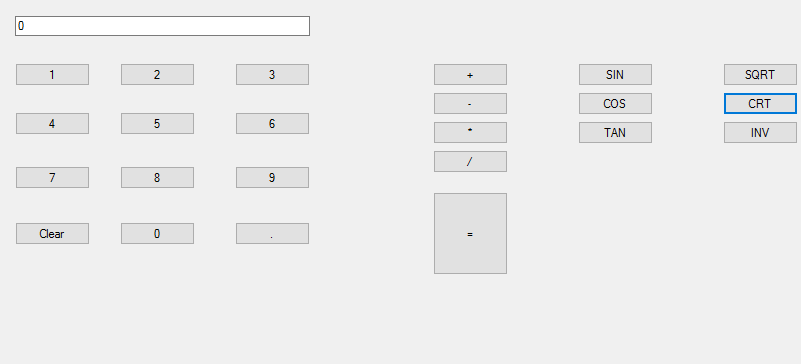 0
1 2 3 + SIN SQRT
- COS CRT
4 5 6 * TAN INV
/
7 8 9
Clear 0 . =